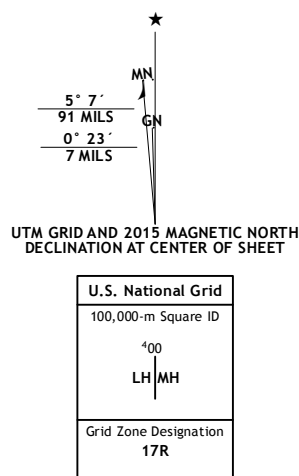 ★
MN
GN
5° 7´
91 MILS
0° 23´
7 MILS
UTM GRID AND 2015 MAGNETIC NORTH
DECLINATION AT CENTER OF SHEET
U.S. National Grid
100,000-m Square ID
⁴00
LH MH
Grid Zone Designation
17R